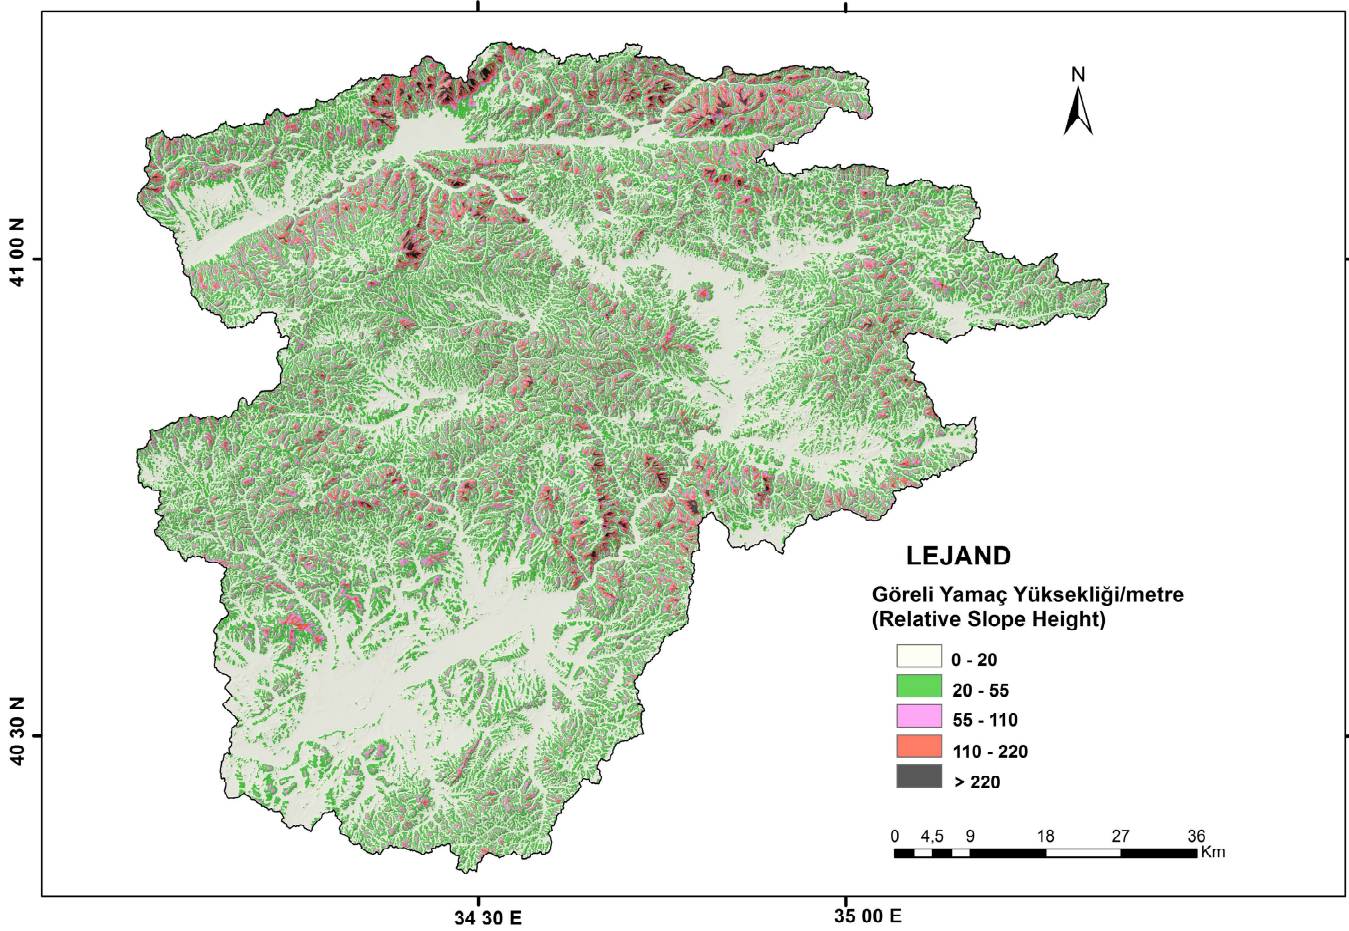 N
41 00 N
40 30 N
LEJAND
Göreli Yamaç Yüksekliği/metre
(Relative Slope Height)
0 - 20
20 - 55
55 - 110
110 - 220
> 220
0 4,5 9 18 27 36
Km
34 30 E
35 00 E